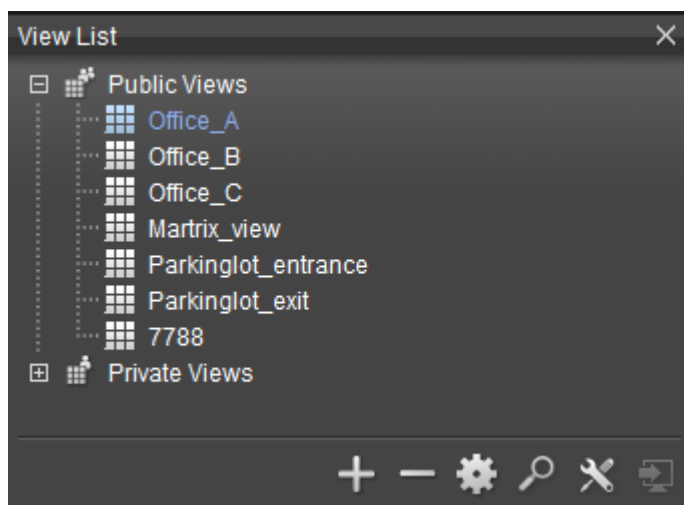 View List
Public Views
Office_A
Office_B
Office_C
Martrix_view
Parkinglot_entrance
Parkinglot_exit
7788
Private Views